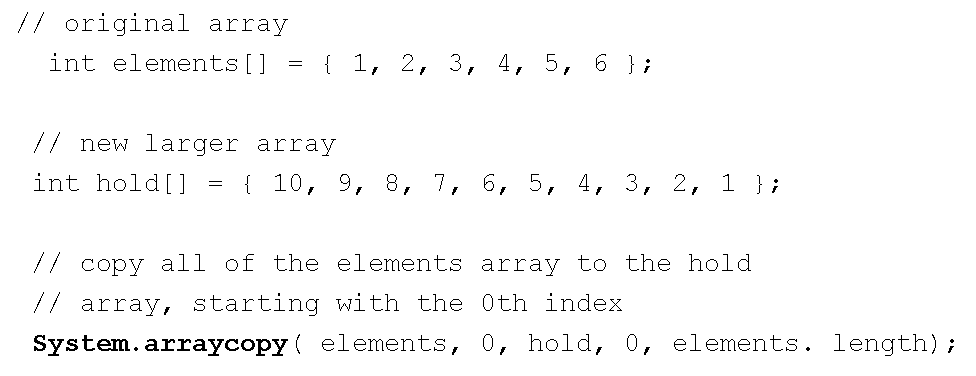 // original array
int elements[] = { 1, 2, 3, 4, 5, 6 };
// new larger array
int hold[] = { 10, 9, 8, 7, 6, 5, 4, 3, 2, 1 };
// copy all of the elements array to the hold
// array, starting with the 0th index
System.arraycopy( elements, 0, hold, 0, elements. length);